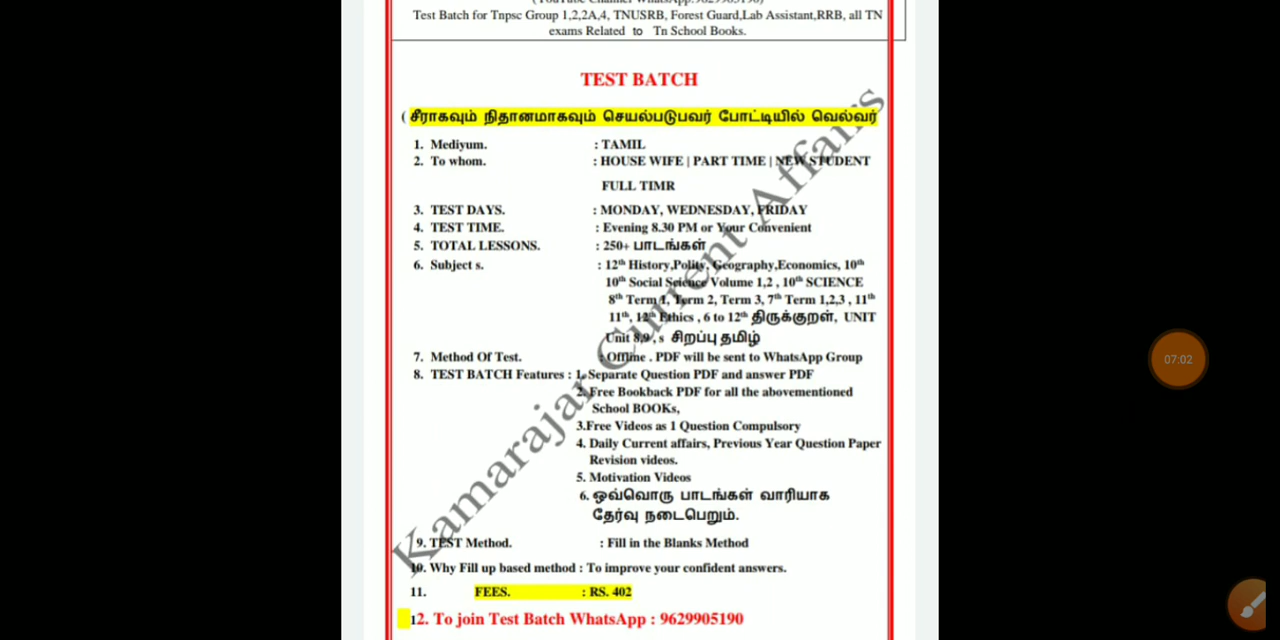 Test Batch for Tnpsc Group 1,2,2A,4, TNUSRB, Forest Guard,Lab Assistant,RRB, all TN
exams Related to Tn School Books.
TEST BATCH
( சீராகவும் நிதானமாகவும் செயல்படுபவர் போட்டியில் வெல்வர்
1. Mediyum. : TAMIL
2. To whom. : HOUSE WIFE | PART TIME | NEW STUDENT
FULL TIMR
3. TEST DAYS. : MONDAY, WEDNESDAY, FRIDAY
4. TEST TIME. : Evening 8.30 PM or Your Convenient
5. TOTAL LESSONS. : 250+ பாடங்கள்
6. Subject s. : 12th History,Polity, Geography,Economics, 10th
10th Social Science Volume 1,2 , 10th SCIENCE
8th Term 1, Term 2, Term 3, 7th Term 1,2,3 , 11th
11th, 12th Ethics , 6 to 12th திருக்குறள், UNIT
Unit 8,9 , s சிறப்பு தமிழ்
7. Method Of Test. : Offline . PDF will be sent to WhatsApp Group
8. TEST BATCH Features : 1. Separate Question PDF and answer PDF
2. Free Bookback PDF for all the abovementioned
School BOOKs,
3.Free Videos as 1 Question Compulsory
4. Daily Current affairs, Previous Year Question Paper
Revision videos.
5. Motivation Videos
6. ஒவ்வொரு பாடங்கள் வாரியாக
தேர்வு நடைபெறும்.
9. TEST Method. : Fill in the Blanks Method
10. Why Fill up based method : To improve your confident answers.
11. FEES. : RS. 402
12. To join Test Batch WhatsApp : 9629905190
Kamarajar Current Affairs
07:02